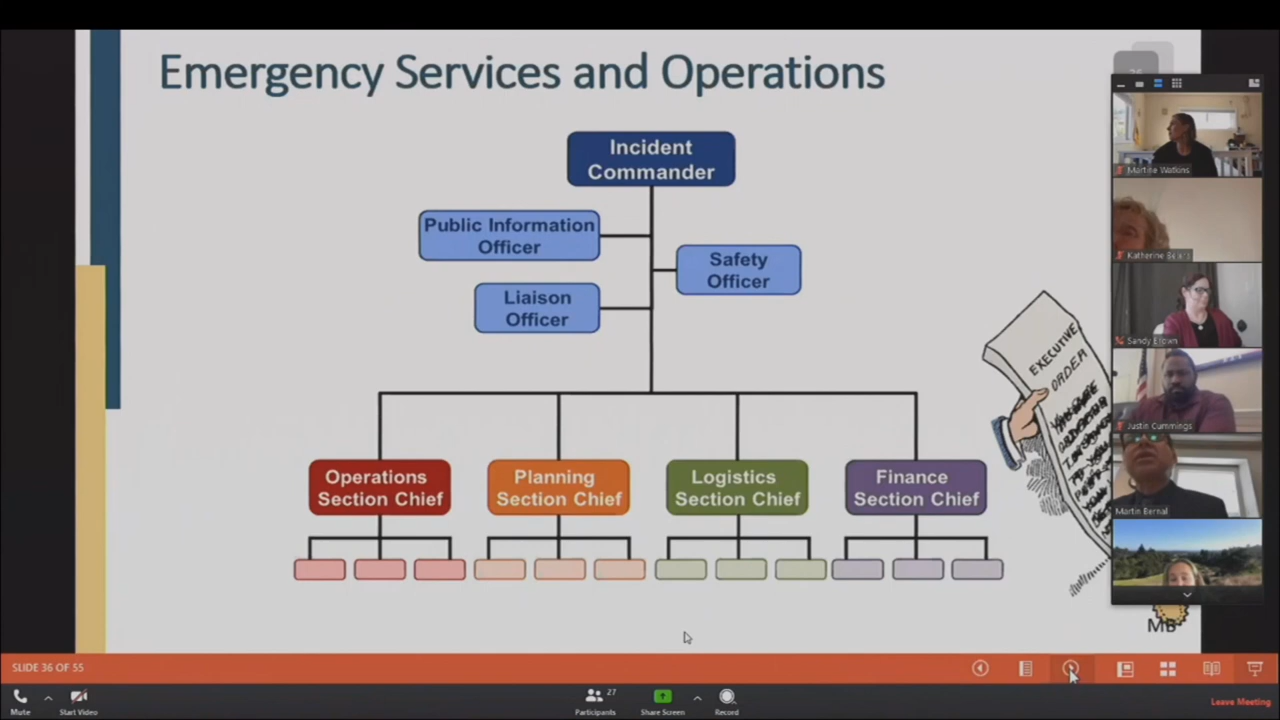 Emergency Services and Operations
Incident
Commander
Public Information
Officer
Safety
Officer
Liaison
Officer
Operations
Section Chief
Planning
Section Chief
Logistics
Section Chief
Finance
Section Chief
EXECUTIVE
ORDER
Martine Watkins
Katherine Beiers
Sandy Brown
Justin Cummings
Martin Bernal
MB
SLIDE 36 OF 55
Mute
Start Video
27
Participants
Share Screen
Record
Leave Meeting